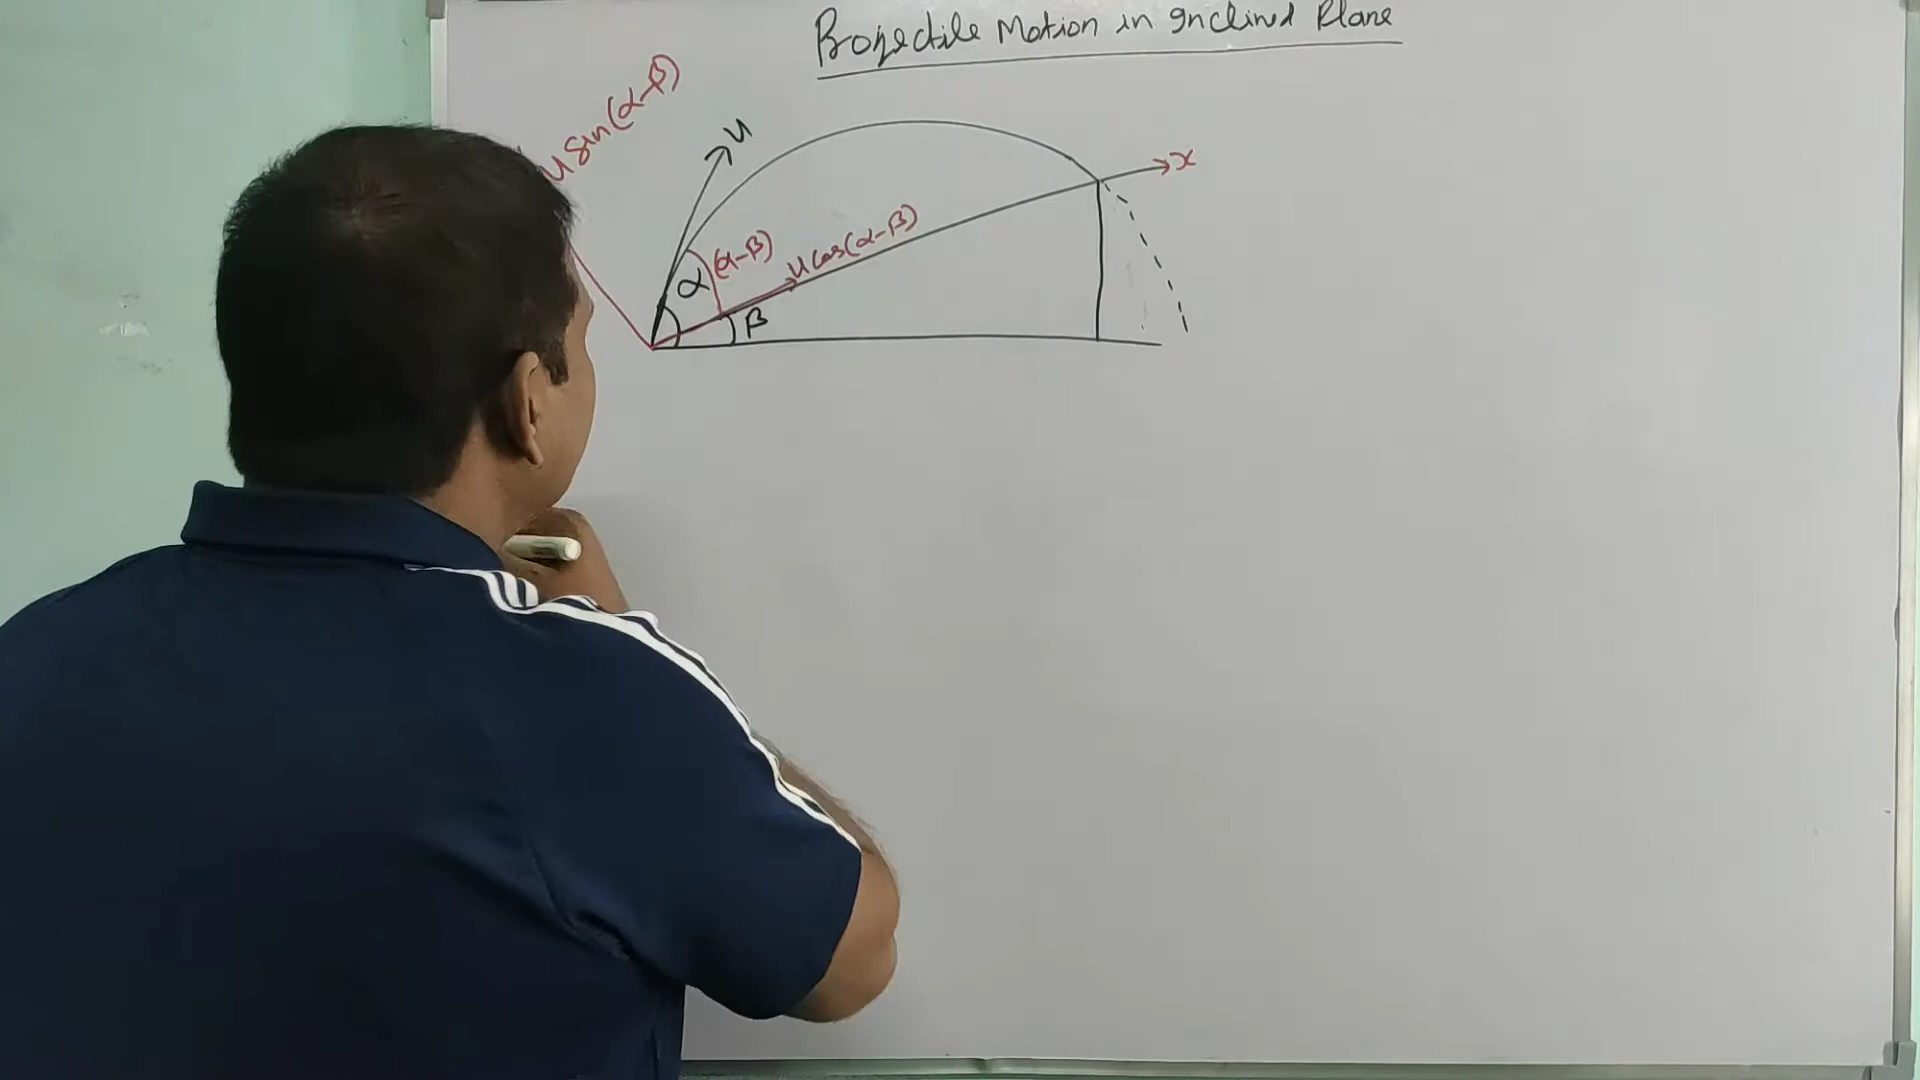 Projectile Motion in Inclined Plane
u sin(α-β)
u
x
(α-β)
u cos(α-β)
α
β